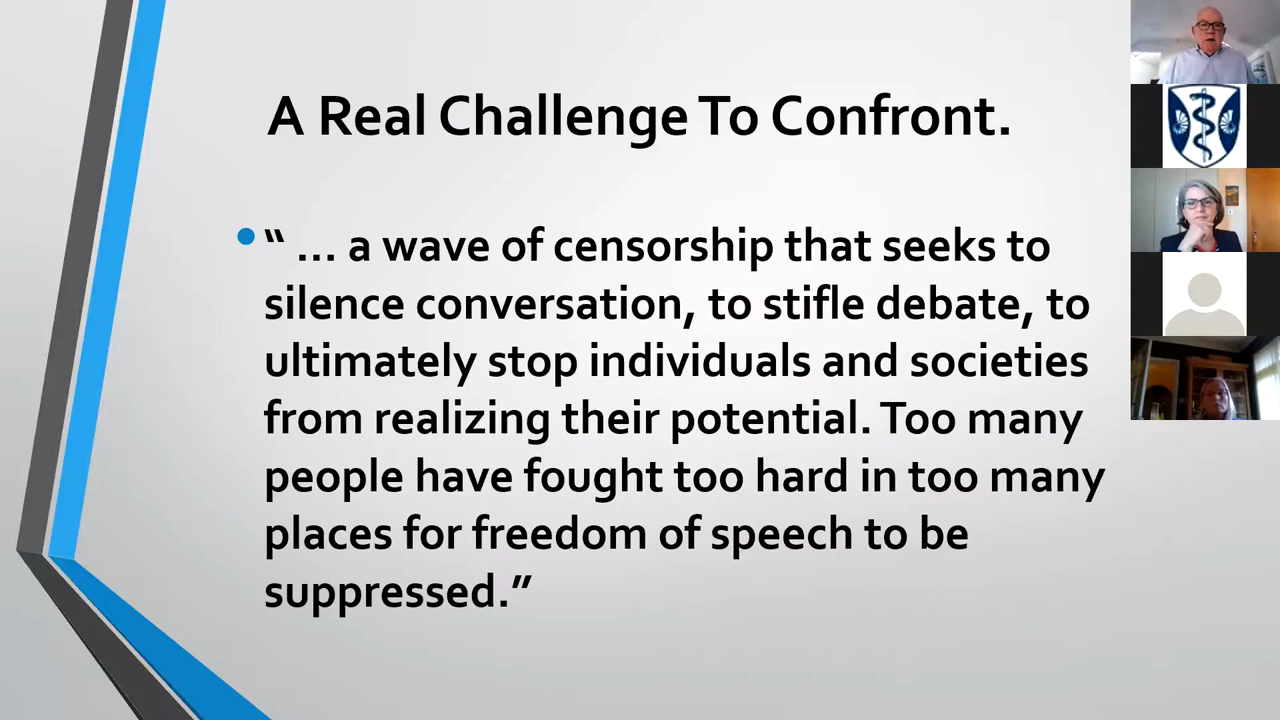 A Real Challenge To Confront.
“ … a wave of censorship that seeks to
silence conversation, to stifle debate, to
ultimately stop individuals and societies
from realizing their potential. Too many
people have fought too hard in too many
places for freedom of speech to be
suppressed.”